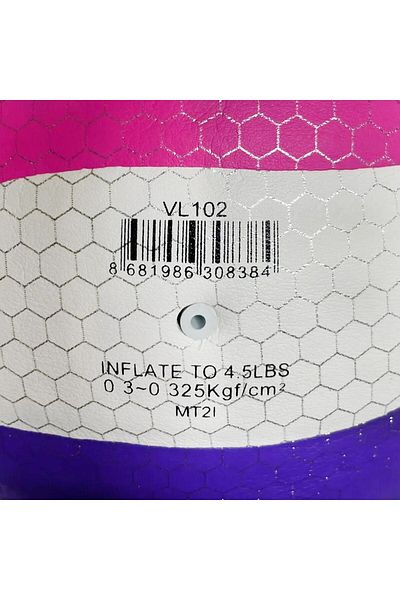 VL102
8 681986 308384
INFLATE TO 4.5LBS
0 3~0 325Kgf/cm²
MT2I